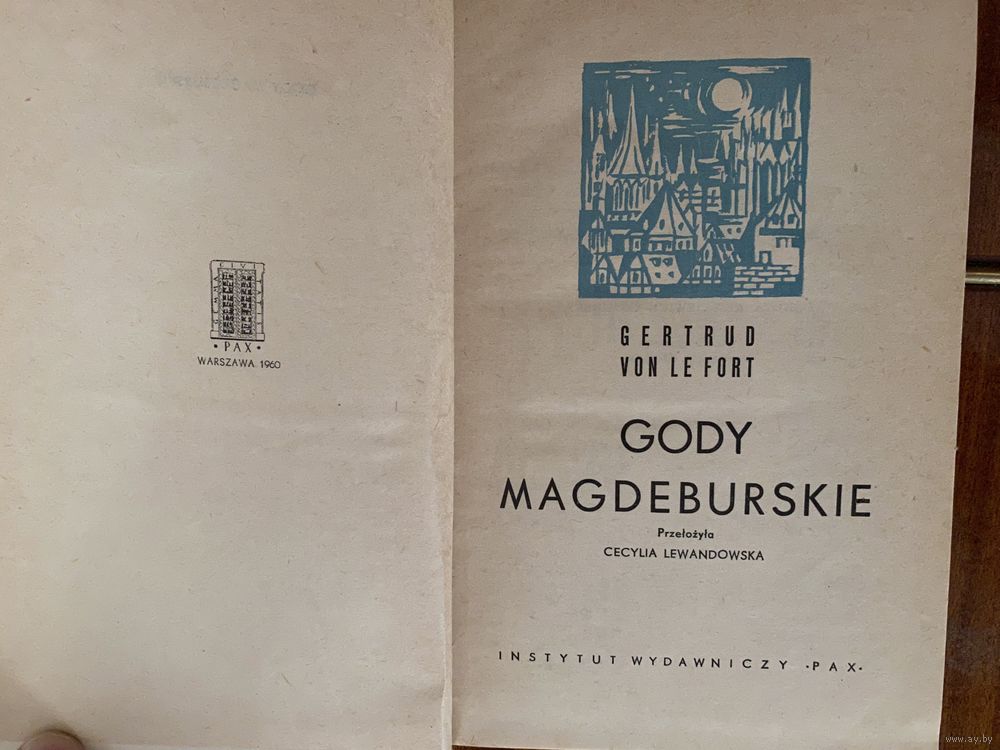 • PAX •
WARSZAWA 1960
GERTRUD
VON LE FORT
GODY
MAGDEBURSKIE
Przełożyła
CECYLIA LEWANDOWSKA
INSTYTUT WYDAWNICZY •PAX•
www.ay.by